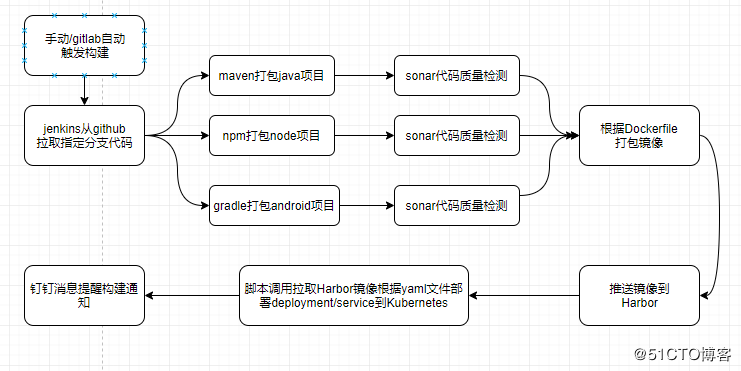 手动/gitlab自动
触发构建
jenkins从github
拉取指定分支代码
maven打包java项目
sonar代码质量检测
npm打包node项目
sonar代码质量检测
gradle打包android项目
sonar代码质量检测
根据Dockerfile
打包镜像
推送镜像到
Harbor
脚本调用拉取Harbor镜像根据yaml文件部
署deployment/service到Kubernetes
钉钉消息提醒构建通
知
@51CTO博客